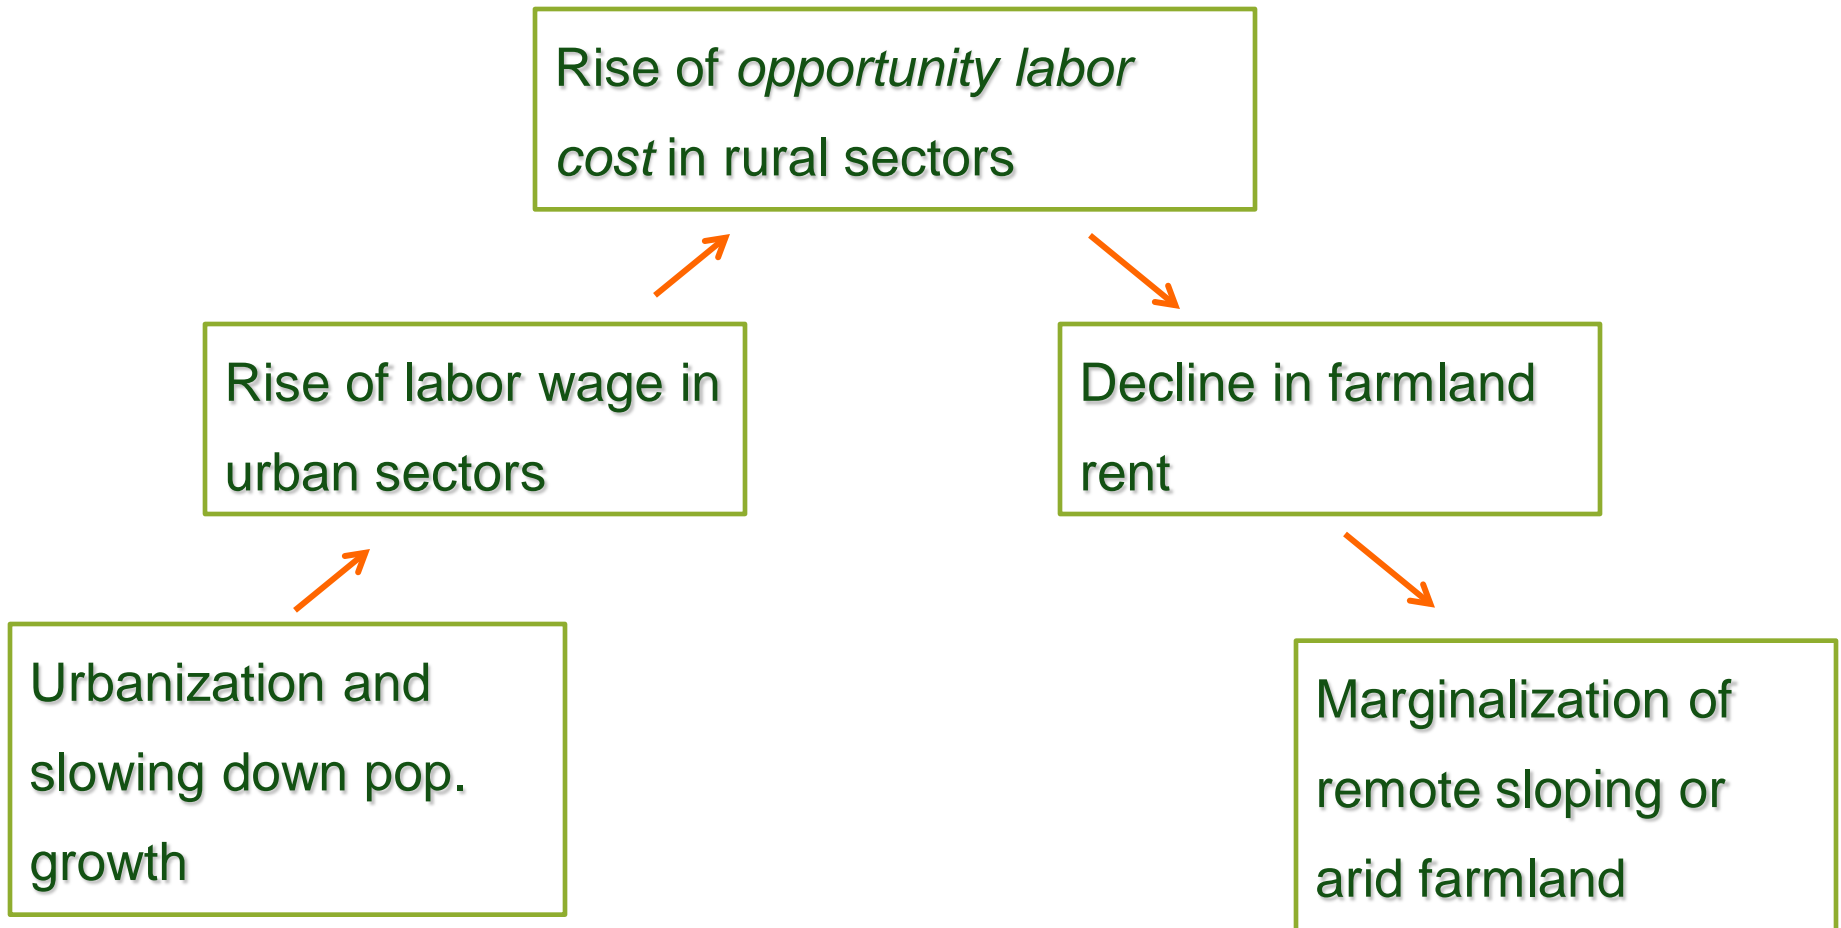 Rise of opportunity labor
cost in rural sectors
Rise of labor wage in
urban sectors
Decline in farmland
rent
Urbanization and
slowing down pop.
growth
Marginalization of
remote sloping or
arid farmland